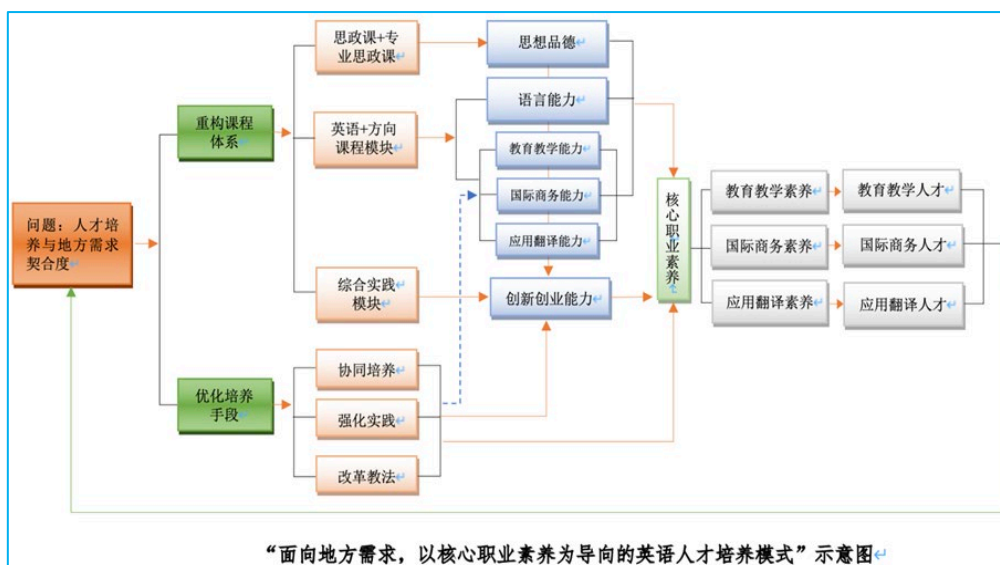 思政课+专
业思政课
思想品德
语言能力
重构课程
体系
英语+方向
课程模块
教育教学能力
国际商务能力
应用翻译能力
问题：人才培
养与地方需求
契合度
核心职业素养
教育教学素养
教育教学人才
国际商务素养
国际商务人才
应用翻译素养
应用翻译人才
综合实践
模块
创新创业能力
优化培养
手段
协同培养
强化实践
改革教法
“面向地方需求，以核心职业素养为导向的英语人才培养模式”示意图